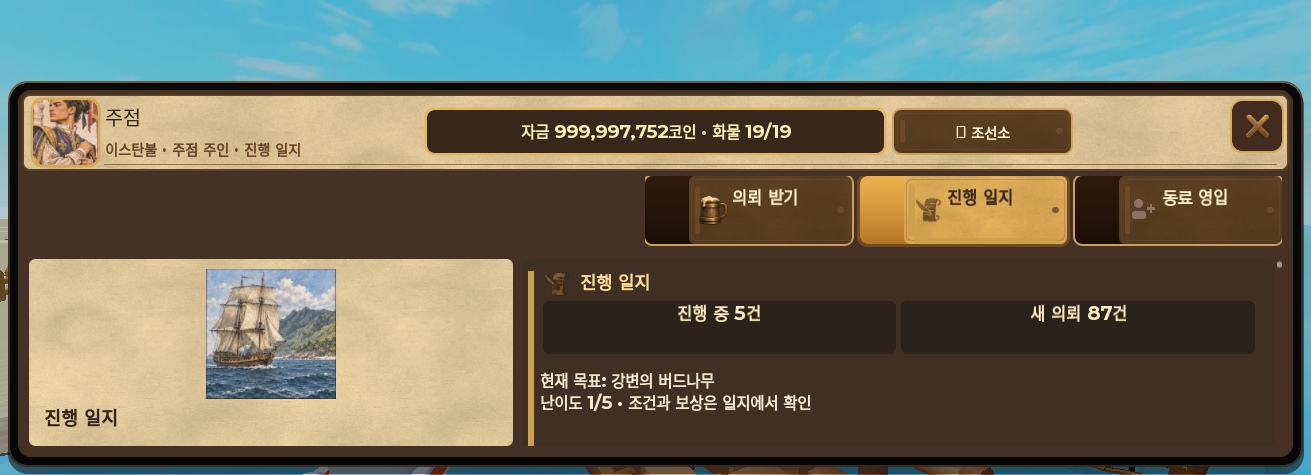 주점
이스탄불 • 주점 주인 • 진행 일지
자금 999,997,752코인 • 화물 19/19
조선소
의뢰 받기
진행 일지
동료 영입
진행 일지
진행 일지
진행 중 5건
새 의뢰 87건
현재 목표: 강변의 버드나무
난이도 1/5 • 조건과 보상은 일지에서 확인